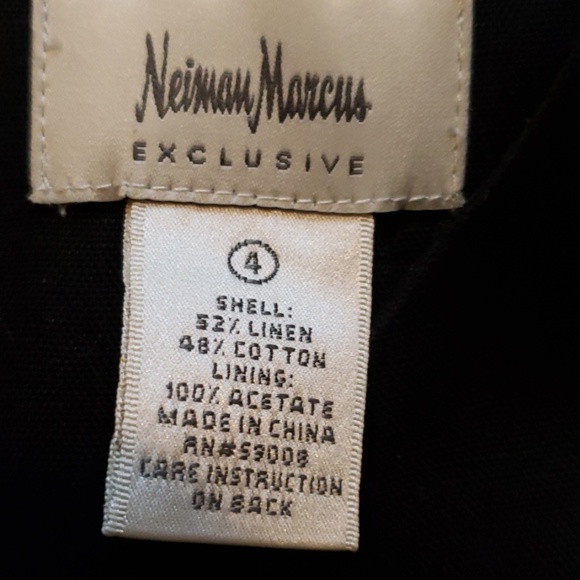 Neiman Marcus
EXCLUSIVE
4
SHELL:
52% LINEN
48% COTTON
LINING:
100% ACETATE
MADE IN CHINA
RN#59008
CARE INSTRUCTION
ON BACK